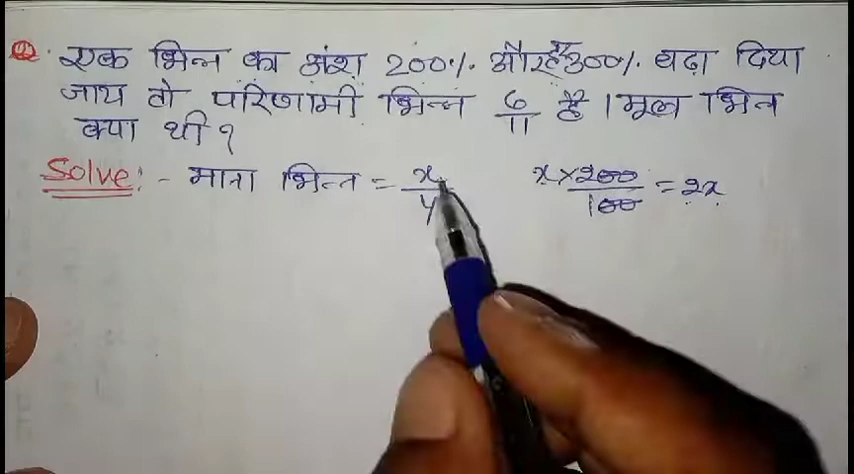 Q. एक भिन्न का अंश 200% और हर 300% बढ़ा दिया
जाय तो परिणामी भिन्न 6/11 है । मूल भिन्न
क्या थी ?
Solve:- माना भिन्न = x/y x×200/100 = 2x